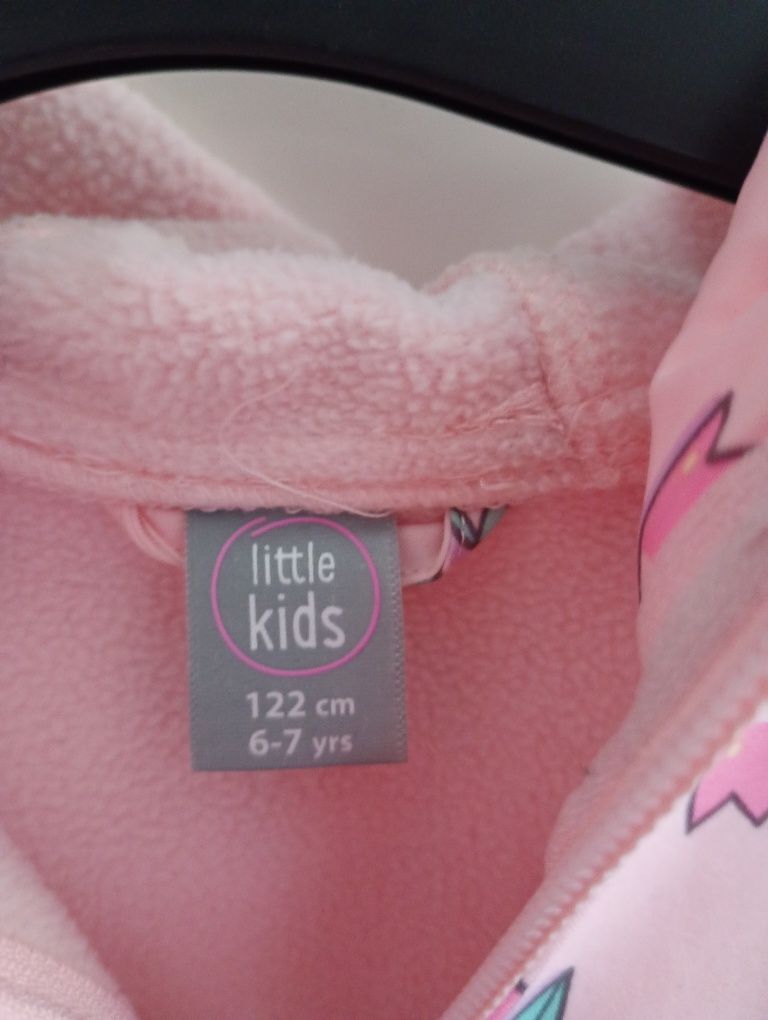 little
kids
122 cm
6-7 yrs